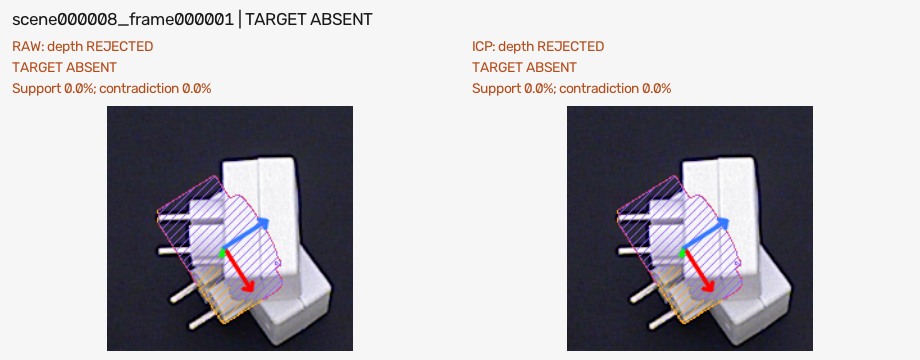 scene000008_frame000001 | TARGET ABSENT
RAW: depth REJECTED
TARGET ABSENT
Support 0.0%; contradiction 0.0%
ICP: depth REJECTED
TARGET ABSENT
Support 0.0%; contradiction 0.0%